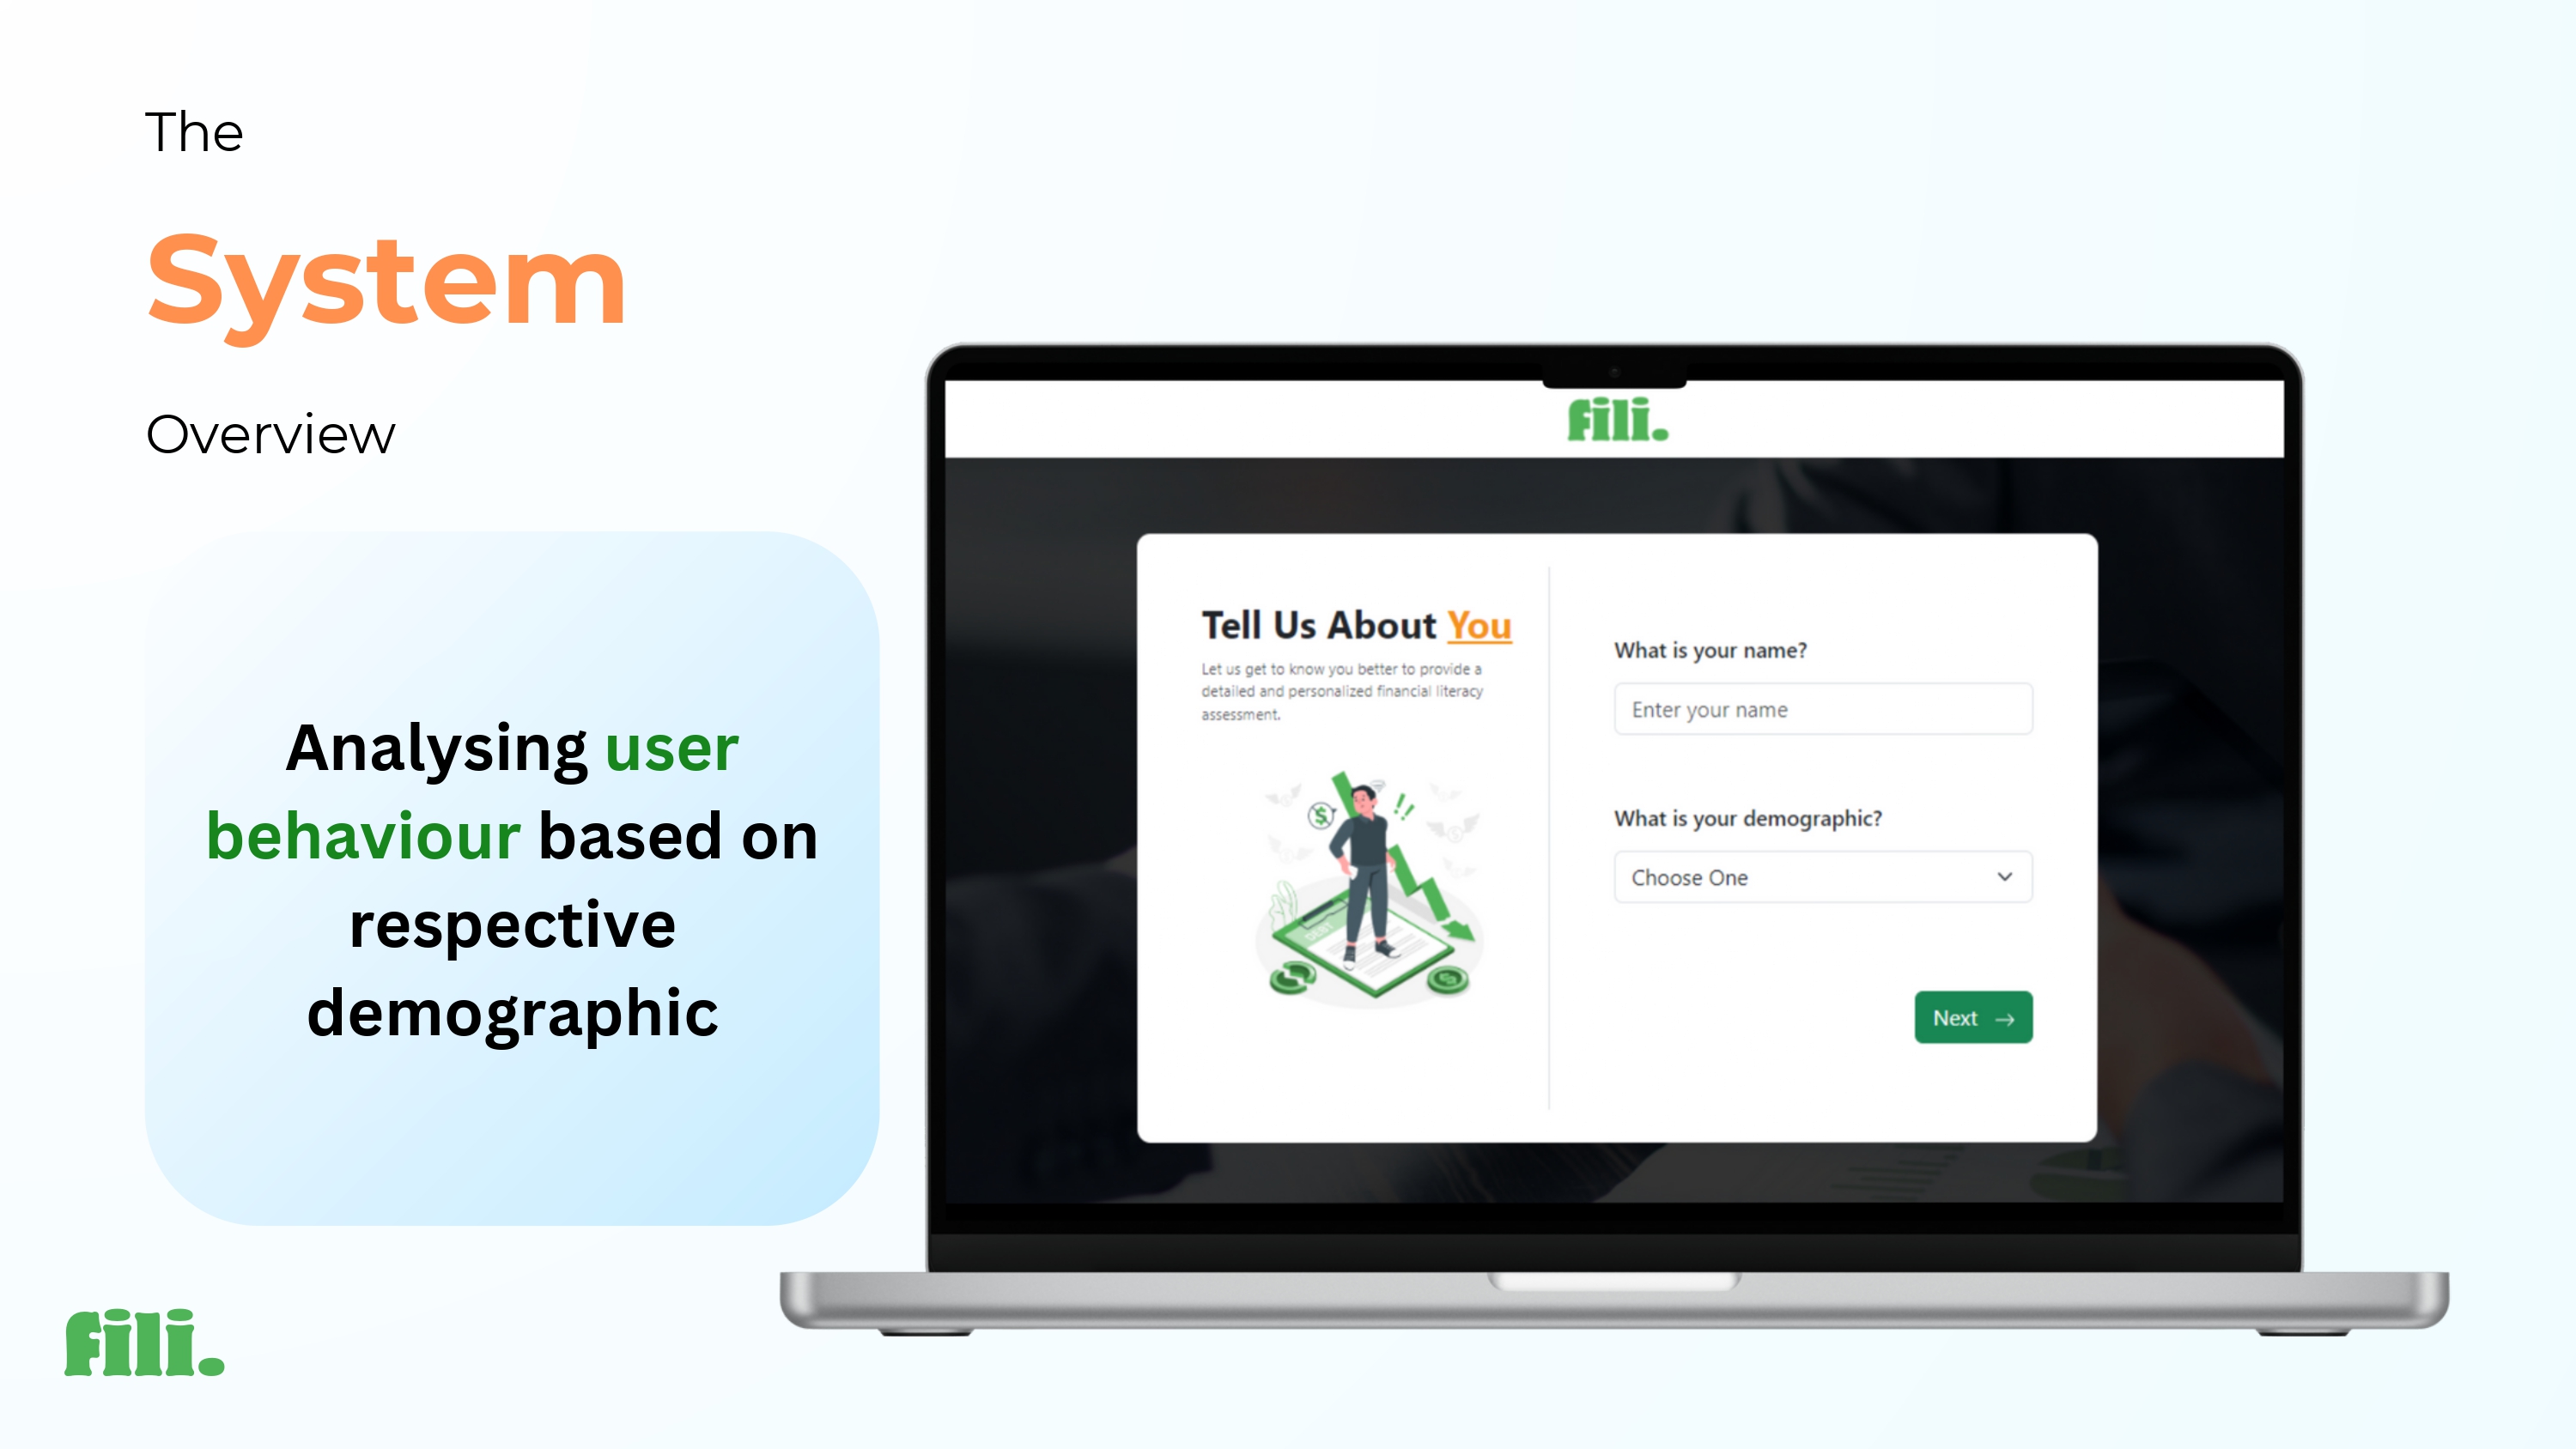 The
System
Overview
Analysing user
behaviour based on
respective
demographic
fili.
fili.
Tell Us About You
Let us get to know you better to provide a
detailed and personalized financial literacy
assessment.
What is your name?
Enter your name
What is your demographic?
Choose One
Next →